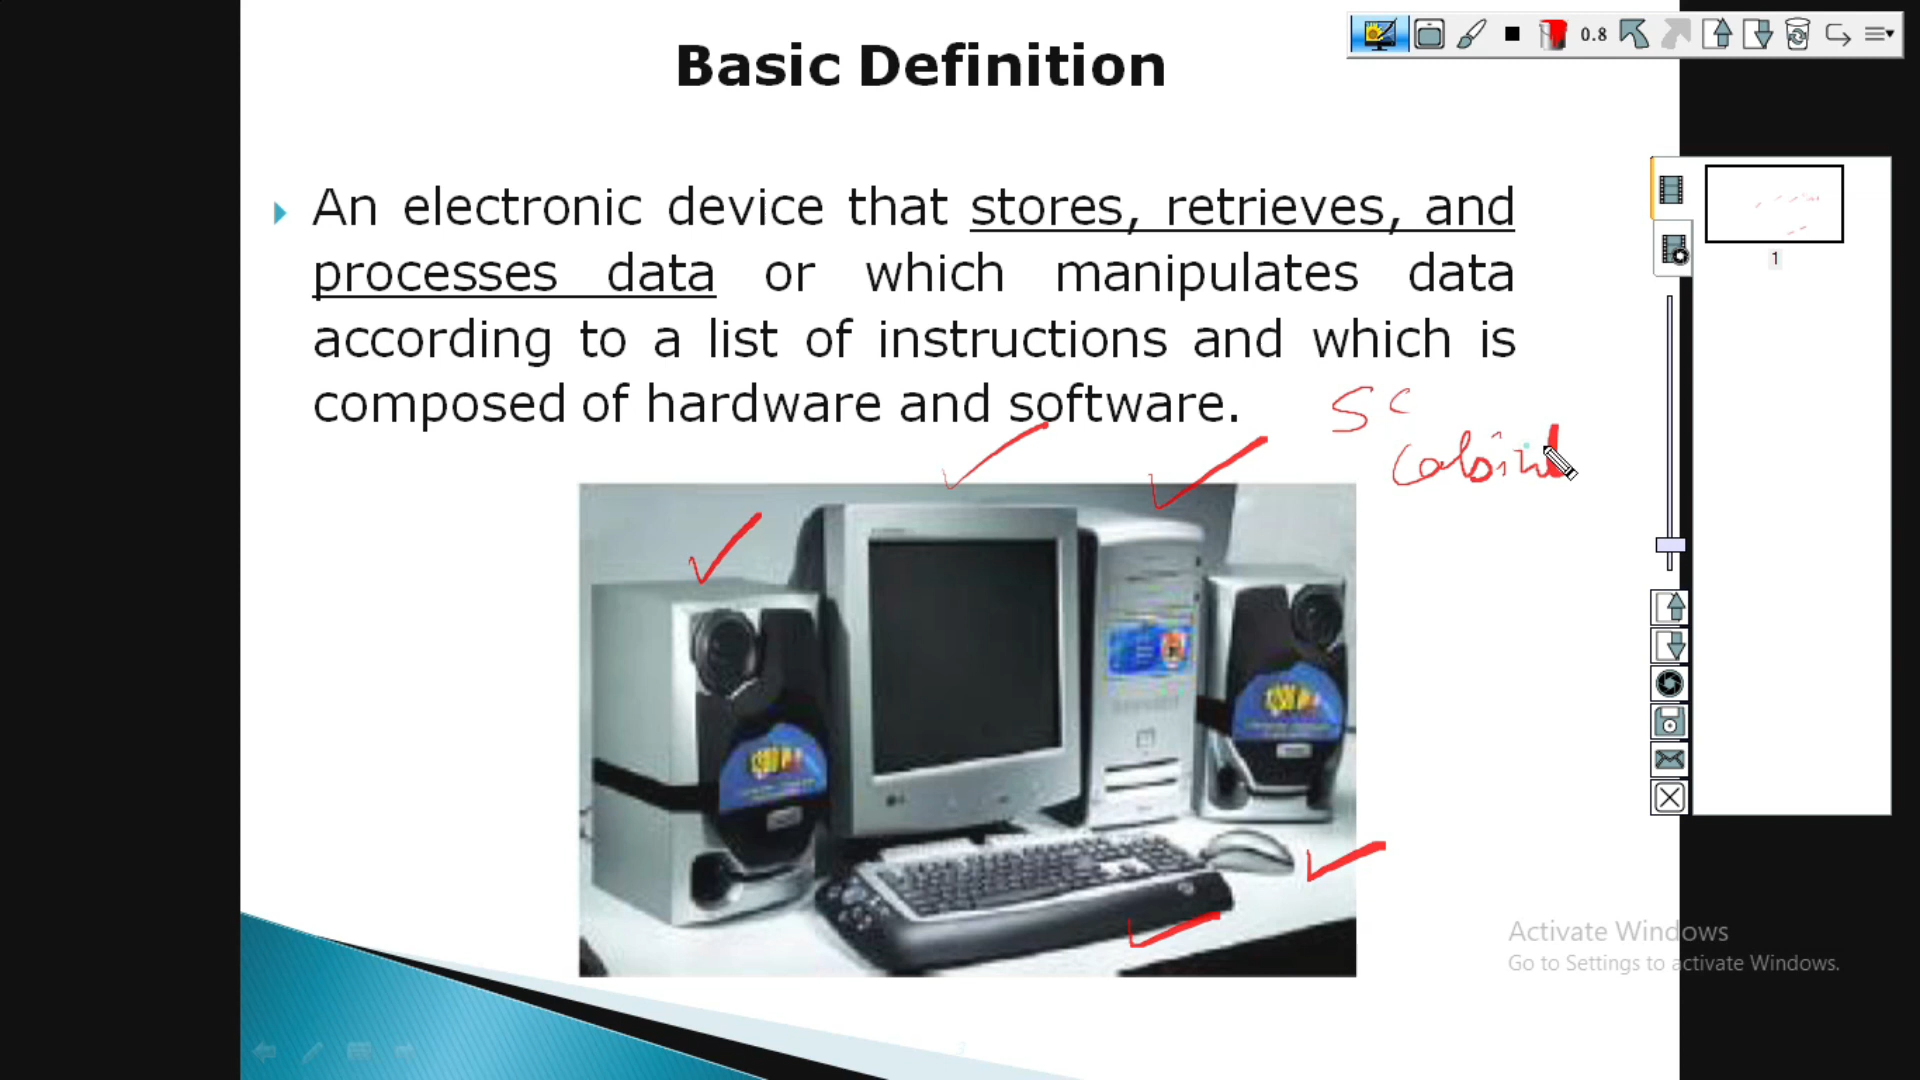 Basic Definition
0.8
An electronic device that stores, retrieves, and
processes data or which manipulates data
according to a list of instructions and which is
composed of hardware and software.
1
Activate Windows
Go to Settings to activate Windows.